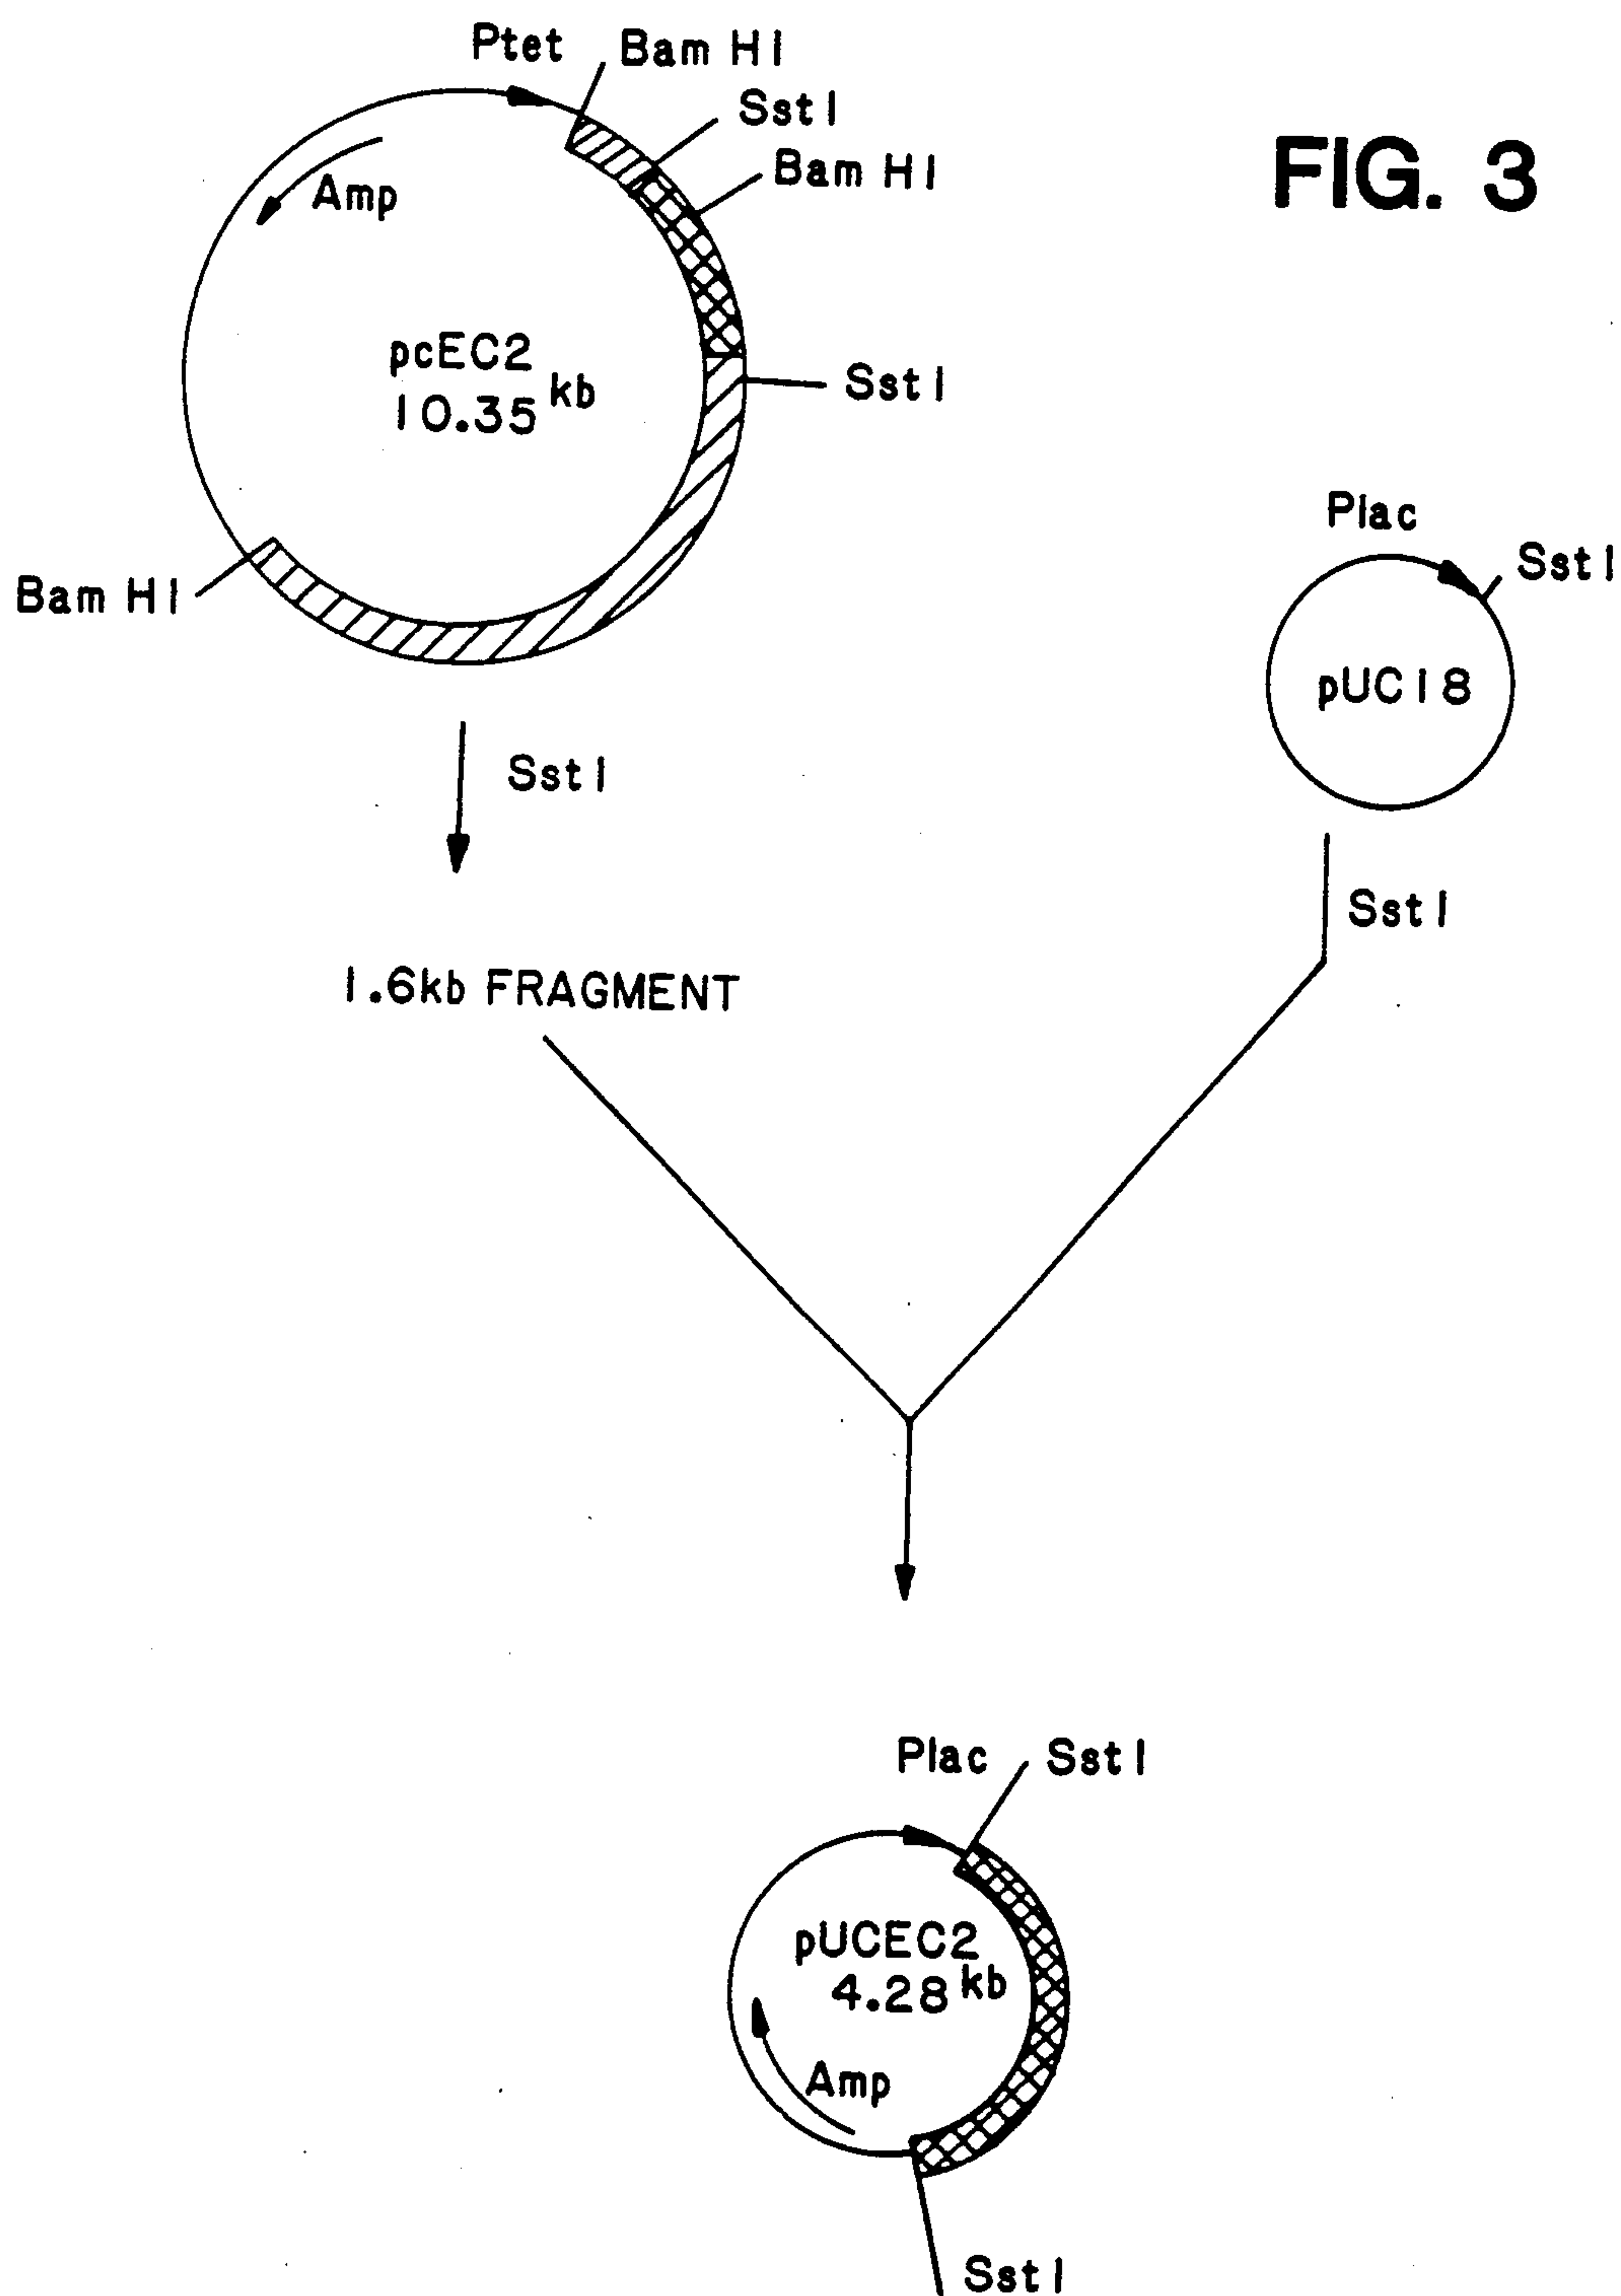 FIG. 3
Ptet
Bam HI
Sst I
Bam HI
Amp
pcEC2
10.35 kb
Sst I
Bam HI
Sst I
1.6kb FRAGMENT
Plac
Sst I
pUC18
Sst I
Plac
Sst I
pUCEC2
4.28 kb
Amp
Sst I